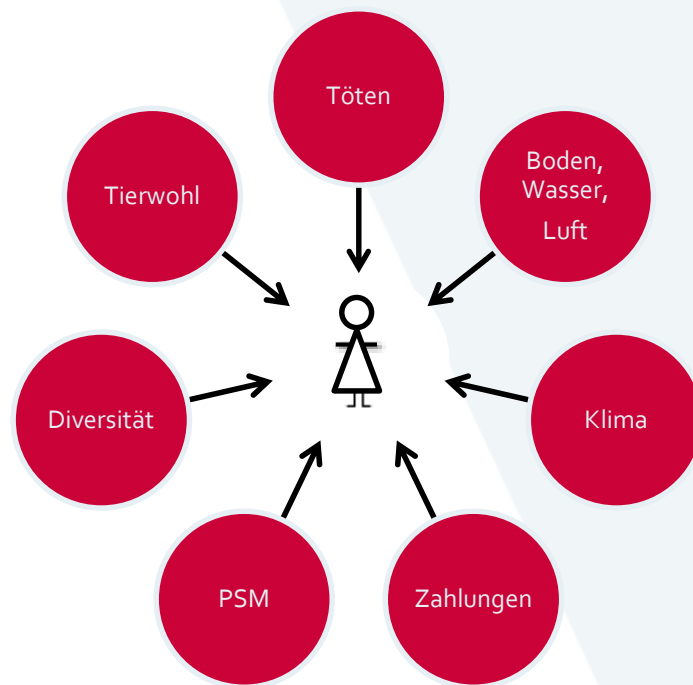 Töten
Tierwohl
Boden,
Wasser,
Luft
Diversität
Klima
PSM
Zahlungen